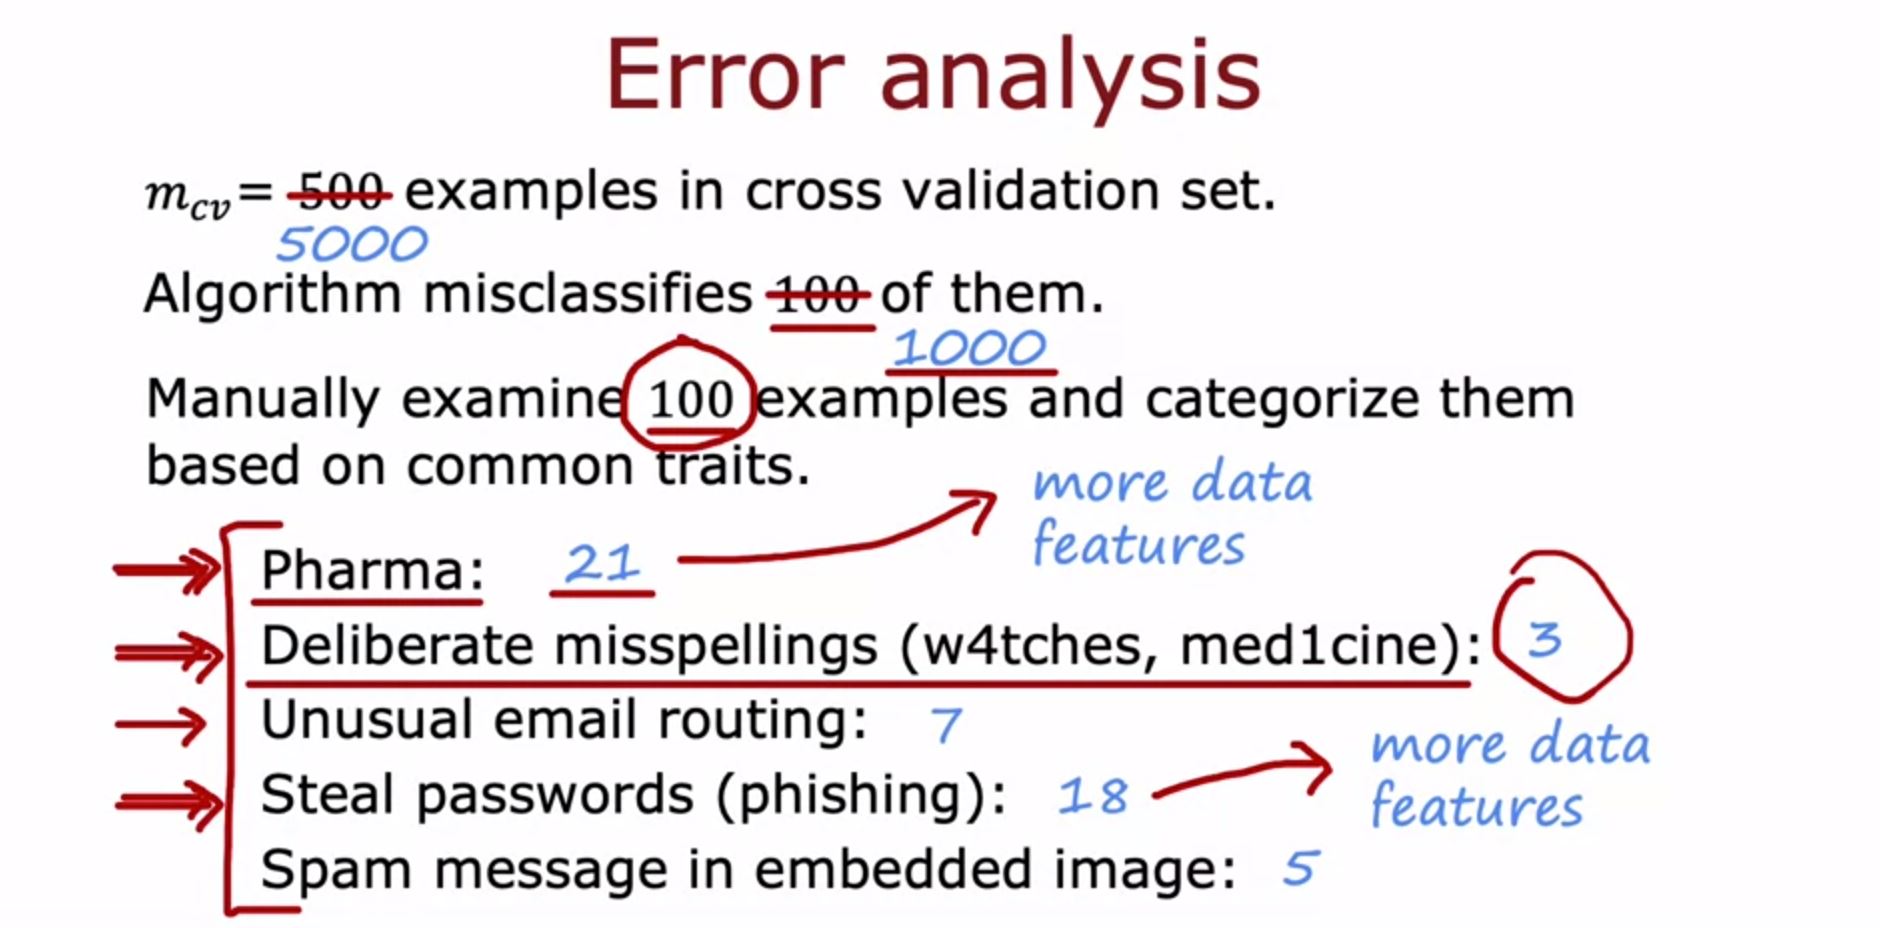 Error analysis
m_cv = 500 examples in cross validation set.
5000
Algorithm misclassifies 100 of them.
1000
Manually examine 100 examples and categorize them
based on common traits.
more data
features
Pharma: 21
Deliberate misspellings (w4tches, med1cine): 3
Unusual email routing: 7
more data
features
Steal passwords (phishing): 18
Spam message in embedded image: 5